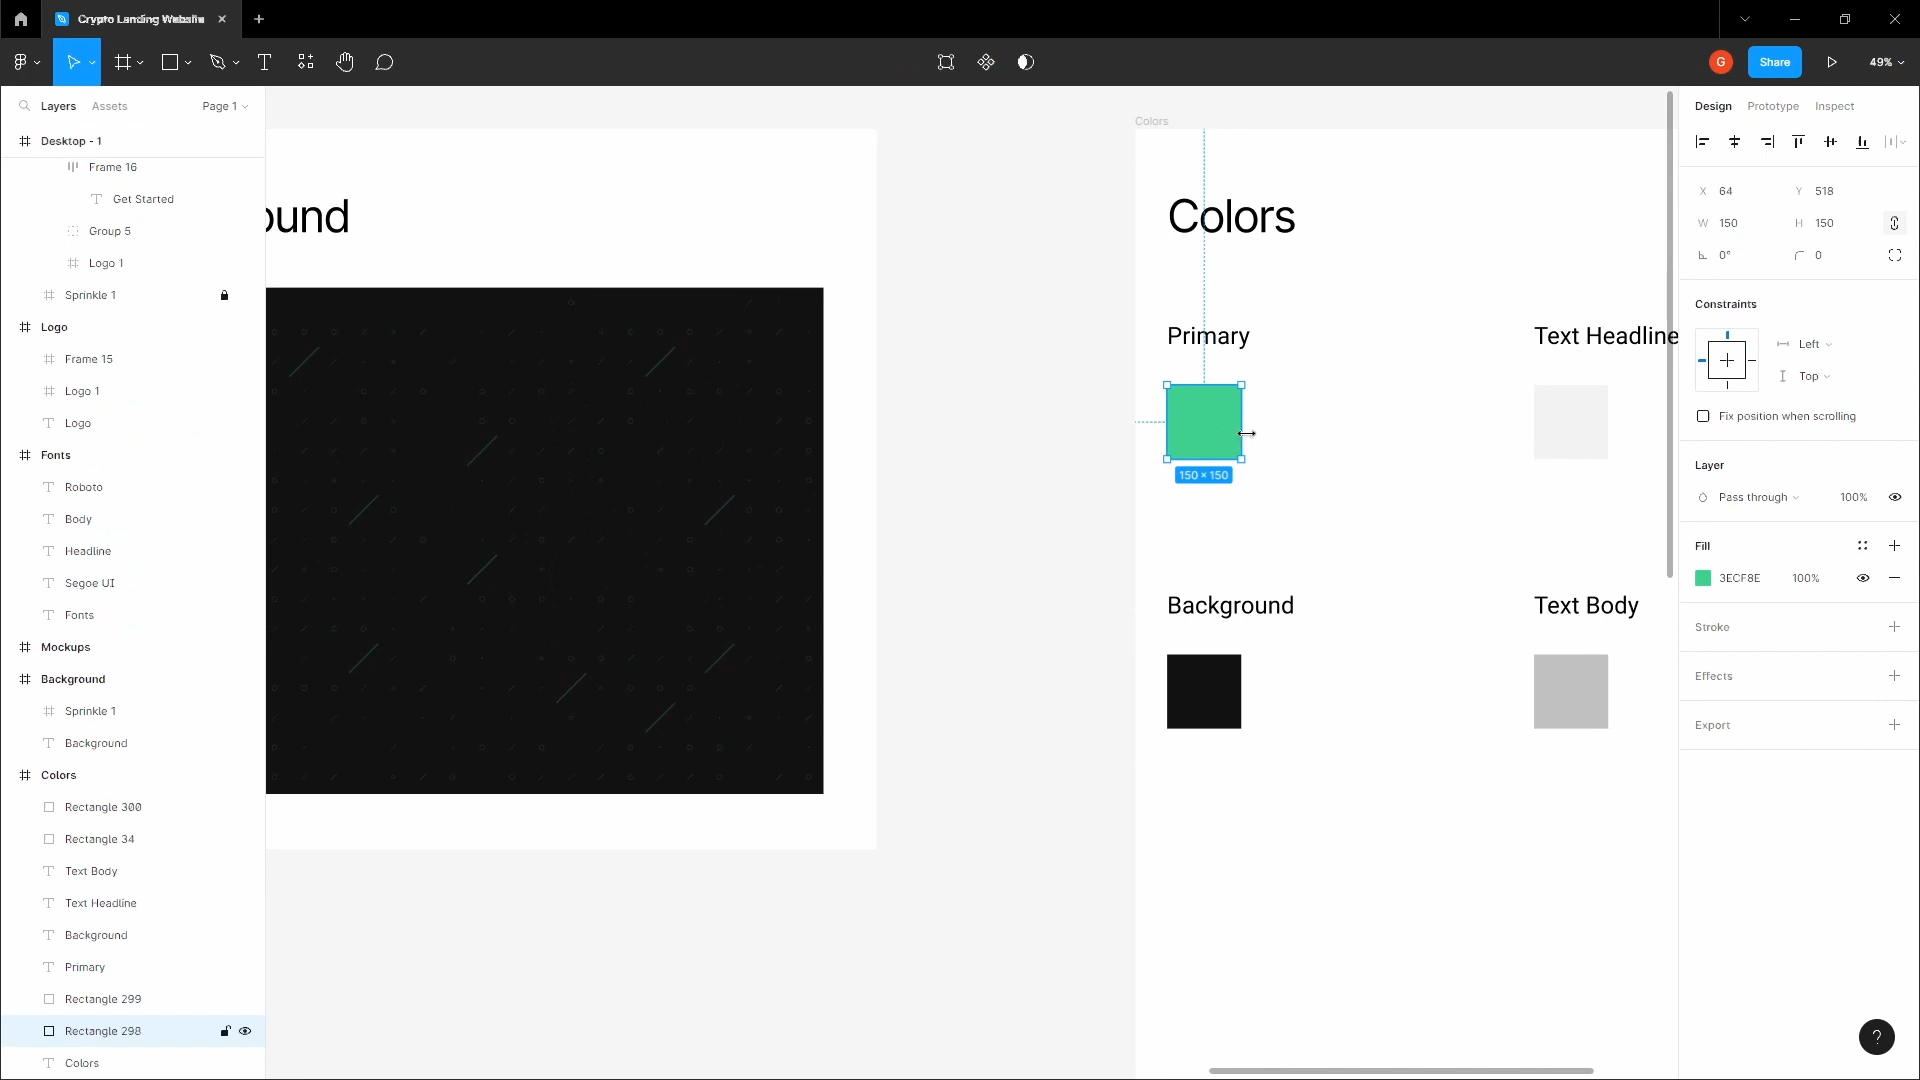 Crypto Landing Website
Share
49%
G
Layers
Assets
Page 1
Desktop - 1
Frame 16
Get Started
Group 5
Logo 1
Sprinkle 1
Logo
Frame 15
Logo 1
Logo
Fonts
Roboto
Body
Headline
Segoe UI
Fonts
Mockups
Background
Sprinkle 1
Background
Colors
Rectangle 300
Rectangle 34
Text Body
Text Headline
Background
Primary
Rectangle 299
Rectangle 298
Colors
ound
Colors
Colors
Primary
Text Headline
150 × 150
Background
Text Body
Design
Prototype
Inspect
X 64
Y 518
W 150
H 150
0°
0
Constraints
Left
Top
Fix position when scrolling
Layer
Pass through
100%
Fill
3ECF8E
100%
Stroke
Effects
Export
?